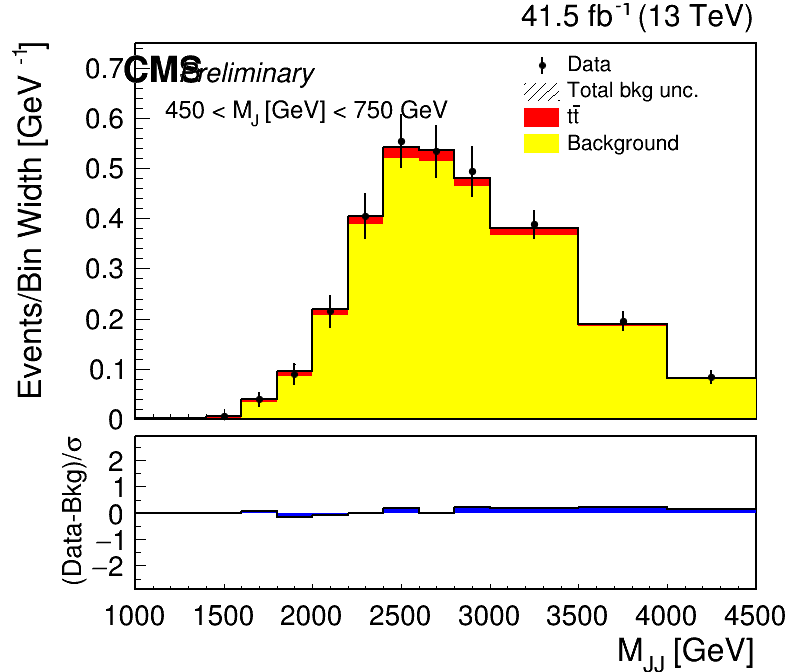 41.5 fb⁻¹ (13 TeV)
CMS Preliminary
450 < M_J [GeV] < 750 GeV
Data
Total bkg unc.
tt̄
Background
Events/Bin Width [GeV⁻¹]
0.7
0.6
0.5
0.4
0.3
0.2
0.1
0
(Data-Bkg)/σ
2
1
0
−1
−2
1000 1500 2000 2500 3000 3500 4000 4500
M_JJ [GeV]